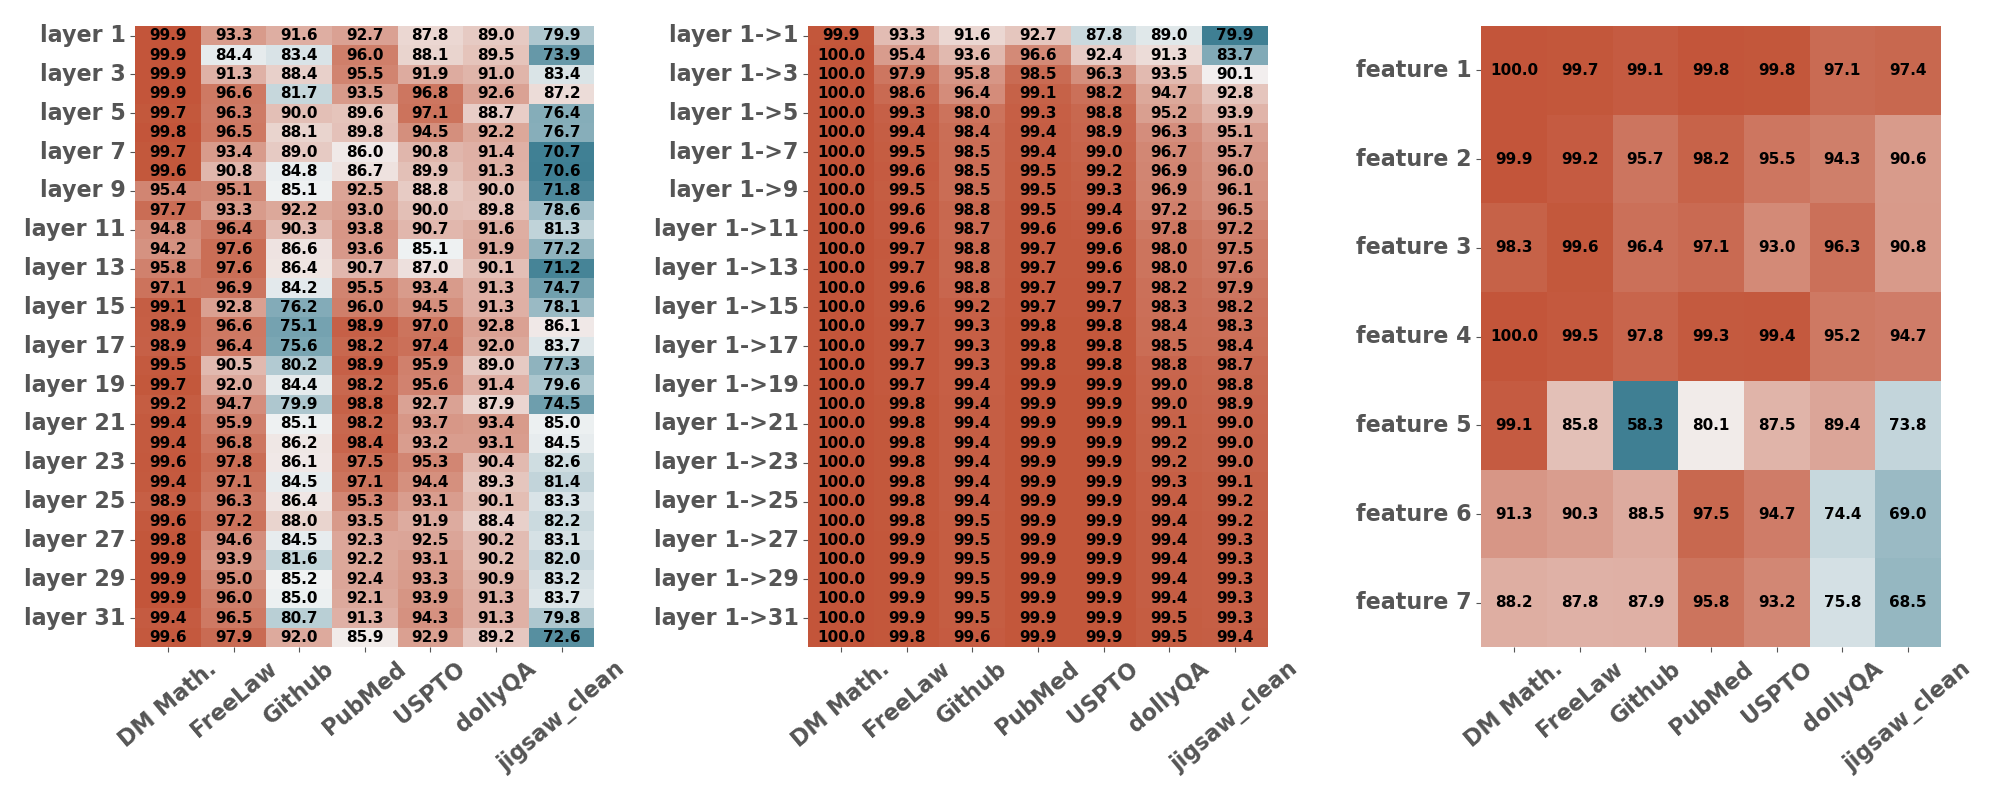 layer 1 99.9 93.3 91.6 92.7 87.8 89.0 79.9
99.9 84.4 83.4 96.0 88.1 89.5 73.9
layer 3 99.9 91.3 88.4 95.5 91.9 91.0 83.4
99.9 96.6 81.7 93.5 96.8 92.6 87.2
layer 5 99.7 96.3 90.0 89.6 97.1 88.7 76.4
99.8 96.5 88.1 89.8 94.5 92.2 76.7
layer 7 99.7 93.4 89.0 86.0 90.8 91.4 70.7
99.6 90.8 84.8 86.7 89.9 91.3 70.6
layer 9 95.4 95.1 85.1 92.5 88.8 90.0 71.8
97.7 93.3 92.2 93.0 90.0 89.8 78.6
layer 11 94.8 96.4 90.3 93.8 90.7 91.6 81.3
94.2 97.6 86.6 93.6 85.1 91.9 77.2
layer 13 95.8 97.6 86.4 90.7 87.0 90.1 71.2
97.1 96.9 84.2 95.5 93.4 91.3 74.7
layer 15 99.1 92.8 76.2 96.0 94.5 91.3 78.1
98.9 96.6 75.1 98.9 97.0 92.8 86.1
layer 17 98.9 96.4 75.6 98.2 97.4 92.0 83.7
99.5 90.5 80.2 98.9 95.9 89.0 77.3
layer 19 99.7 92.0 84.4 98.2 95.6 91.4 79.6
99.2 94.7 79.9 98.8 92.7 87.9 74.5
layer 21 99.4 95.9 85.1 98.2 93.7 93.4 85.0
99.4 96.8 86.2 98.4 93.2 93.1 84.5
layer 23 99.6 97.8 86.1 97.5 95.3 90.4 82.6
99.4 97.1 84.5 97.1 94.4 89.3 81.4
layer 25 98.9 96.3 86.4 95.3 93.1 90.1 83.3
99.6 97.2 88.0 93.5 91.9 88.4 82.2
layer 27 99.8 94.6 84.5 92.3 92.5 90.2 83.1
99.9 93.9 81.6 92.2 93.1 90.2 82.0
layer 29 99.9 95.0 85.2 92.4 93.3 90.9 83.2
99.9 96.0 85.0 92.1 93.9 91.3 83.7
layer 31 99.4 96.5 80.7 91.3 94.3 91.3 79.8
99.6 97.9 92.0 85.9 92.9 89.2 72.6
DM Math. FreeLaw Github PubMed USPTO dollyQA jigsaw_clean
layer 1->1 99.9 93.3 91.6 92.7 87.8 89.0 79.9
100.0 95.4 93.6 96.6 92.4 91.3 83.7
layer 1->3 100.0 97.9 95.8 98.5 96.3 93.5 90.1
100.0 98.6 96.4 99.1 98.2 94.7 92.8
layer 1->5 100.0 99.3 98.0 99.3 98.8 95.2 93.9
100.0 99.4 98.4 99.4 98.9 96.3 95.1
layer 1->7 100.0 99.5 98.5 99.4 99.0 96.7 95.7
100.0 99.6 98.5 99.5 99.2 96.9 96.0
layer 1->9 100.0 99.5 98.5 99.5 99.3 96.9 96.1
100.0 99.6 98.8 99.5 99.4 97.2 96.5
layer 1->11 100.0 99.6 98.7 99.6 99.6 97.8 97.2
100.0 99.7 98.8 99.7 99.6 98.0 97.5
layer 1->13 100.0 99.7 98.8 99.7 99.6 98.0 97.6
100.0 99.6 98.8 99.7 99.7 98.2 97.9
layer 1->15 100.0 99.6 99.2 99.7 99.7 98.3 98.2
100.0 99.7 99.3 99.8 99.8 98.4 98.3
layer 1->17 100.0 99.7 99.3 99.8 99.8 98.5 98.4
100.0 99.7 99.3 99.8 99.8 98.8 98.7
layer 1->19 100.0 99.7 99.4 99.9 99.9 99.0 98.8
100.0 99.8 99.4 99.9 99.9 99.0 98.9
layer 1->21 100.0 99.8 99.4 99.9 99.9 99.1 99.0
100.0 99.8 99.4 99.9 99.9 99.2 99.0
layer 1->23 100.0 99.8 99.4 99.9 99.9 99.2 99.0
100.0 99.8 99.4 99.9 99.9 99.3 99.1
layer 1->25 100.0 99.8 99.4 99.9 99.9 99.4 99.2
100.0 99.8 99.5 99.9 99.9 99.4 99.2
layer 1->27 100.0 99.8 99.5 99.9 99.9 99.4 99.3
100.0 99.9 99.5 99.9 99.9 99.4 99.3
layer 1->29 100.0 99.9 99.5 99.9 99.9 99.4 99.3
100.0 99.9 99.5 99.9 99.9 99.4 99.3
layer 1->31 100.0 99.9 99.5 99.9 99.9 99.5 99.3
100.0 99.8 99.6 99.9 99.9 99.5 99.4
DM Math. FreeLaw Github PubMed USPTO dollyQA jigsaw_clean
feature 1 100.0 99.7 99.1 99.8 99.8 97.1 97.4
feature 2 99.9 99.2 95.7 98.2 95.5 94.3 90.6
feature 3 98.3 99.6 96.4 97.1 93.0 96.3 90.8
feature 4 100.0 99.5 97.8 99.3 99.4 95.2 94.7
feature 5 99.1 85.8 58.3 80.1 87.5 89.4 73.8
feature 6 91.3 90.3 88.5 97.5 94.7 74.4 69.0
feature 7 88.2 87.8 87.9 95.8 93.2 75.8 68.5
DM Math. FreeLaw Github PubMed USPTO dollyQA jigsaw_clean